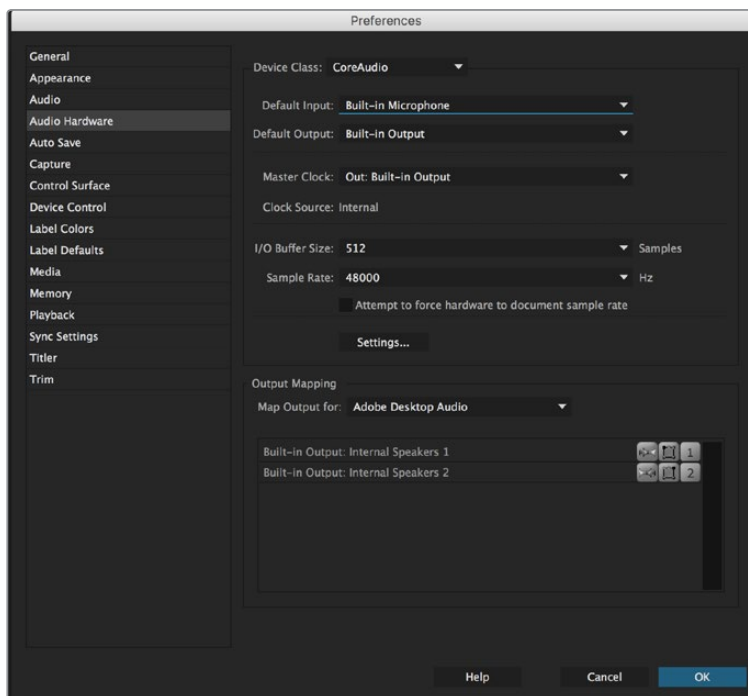 Preferences
General
Appearance
Audio
Audio Hardware
Auto Save
Capture
Control Surface
Device Control
Label Colors
Label Defaults
Media
Memory
Playback
Sync Settings
Titler
Trim
Device Class: CoreAudio
Default Input: Built-in Microphone
Default Output: Built-in Output
Master Clock: Out: Built-in Output
Clock Source: Internal
I/O Buffer Size: 512 Samples
Sample Rate: 48000 Hz
Attempt to force hardware to document sample rate
Settings...
Output Mapping
Map Output for: Adobe Desktop Audio
Built-in Output: Internal Speakers 1 1
Built-in Output: Internal Speakers 2 2
Help Cancel OK